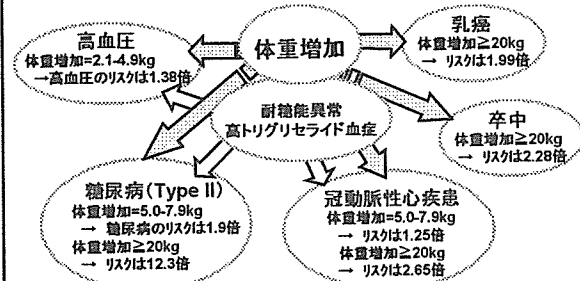 体重増加
高血圧
体重増加=2.1-4.9kg
→高血圧のリスクは1.38倍
乳癌
体重増加≧20kg
→ リスクは1.99倍
耐糖能異常
高トリグリセライド血症
卒中
体重増加≧20kg
→ リスクは2.28倍
糖尿病(Type II)
体重増加=5.0-7.9kg
→ 糖尿病のリスクは1.9倍
体重増加≧20kg
→ リスクは12.3倍
冠動脈性心疾患
体重増加=5.0-7.9kg
→ リスクは1.25倍
体重増加≧20kg
→ リスクは2.65倍